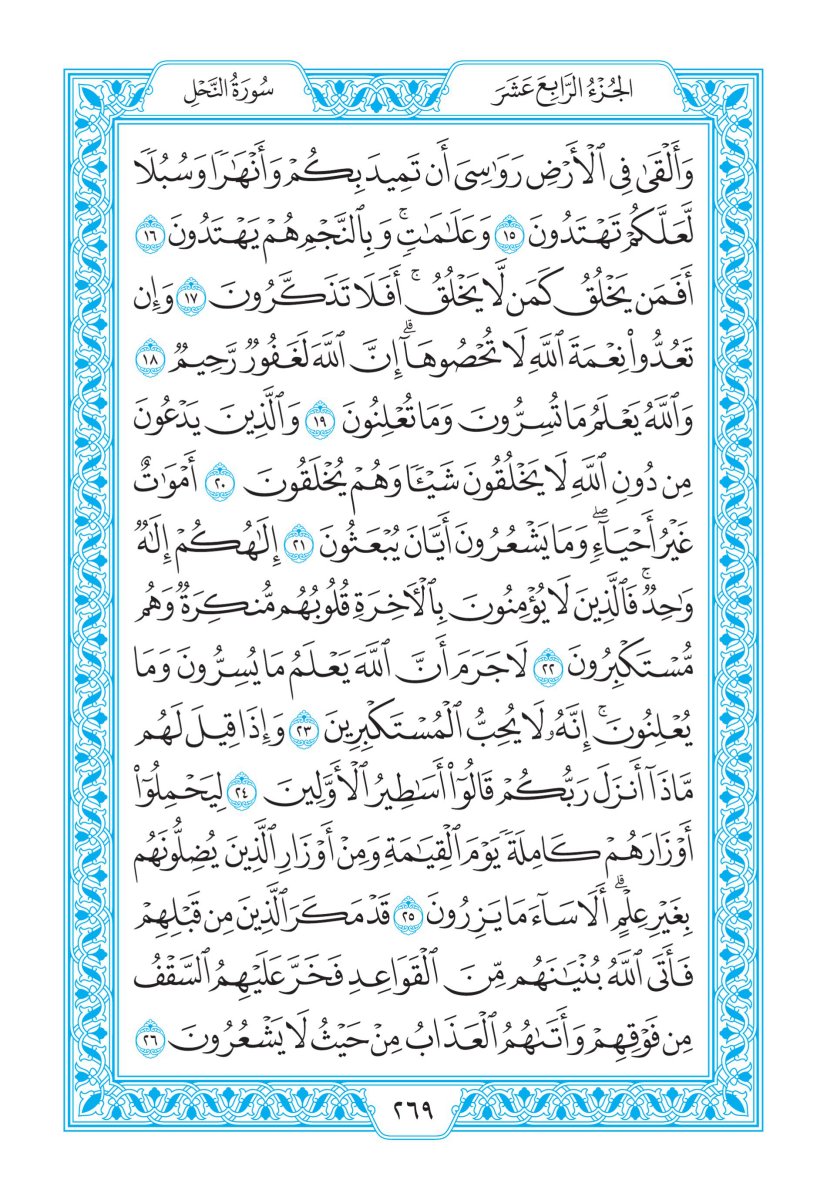 الجُزْءُ الرَّابِعَ عَشَرَ
سُورَةُ النَّحْلِ
وَأَلْقَىٰ فِي ٱلْأَرْضِ رَوَٰسِيَ أَن تَمِيدَ بِكُمْ وَأَنْهَٰرًا وَسُبُلًا
لَّعَلَّكُمْ تَهْتَدُونَ ١٥ وَعَلَٰمَٰتٍۚ وَبِٱلنَّجْمِ هُمْ يَهْتَدُونَ ١٦
أَفَمَن يَخْلُقُ كَمَن لَّا يَخْلُقُۚ أَفَلَا تَذَكَّرُونَ ١٧ وَإِن
تَعُدُّوا۟ نِعْمَةَ ٱللَّهِ لَا تُحْصُوهَآۗ إِنَّ ٱللَّهَ لَغَفُورٌ رَّحِيمٌ ١٨
وَٱللَّهُ يَعْلَمُ مَا تُسِرُّونَ وَمَا تُعْلِنُونَ ١٩ وَٱلَّذِينَ يَدْعُونَ
مِن دُونِ ٱللَّهِ لَا يَخْلُقُونَ شَيْـًٔا وَهُمْ يُخْلَقُونَ ٢٠ أَمْوَٰتٌ
غَيْرُ أَحْيَآءٍۖ وَمَا يَشْعُرُونَ أَيَّانَ يُبْعَثُونَ ٢١ إِلَٰهُكُمْ إِلَٰهٌ
وَٰحِدٌۚ فَٱلَّذِينَ لَا يُؤْمِنُونَ بِٱلْأَخِرَةِ قُلُوبُهُم مُّنكِرَةٌ وَهُم
مُّسْتَكْبِرُونَ ٢٢ لَا جَرَمَ أَنَّ ٱللَّهَ يَعْلَمُ مَا يُسِرُّونَ وَمَا
يُعْلِنُونَۚ إِنَّهُۥ لَا يُحِبُّ ٱلْمُسْتَكْبِرِينَ ٢٣ وَإِذَا قِيلَ لَهُم
مَّاذَآ أَنزَلَ رَبُّكُمْ قَالُوٓا۟ أَسَٰطِيرُ ٱلْأَوَّلِينَ ٢٤ لِيَحْمِلُوٓا۟
أَوْزَارَهُمْ كَامِلَةً يَوْمَ ٱلْقِيَٰمَةِ وَمِنْ أَوْزَارِ ٱلَّذِينَ يُضِلُّونَهُم
بِغَيْرِ عِلْمٍۗ أَلَا سَآءَ مَا يَزِرُونَ ٢٥ قَدْ مَكَرَ ٱلَّذِينَ مِن قَبْلِهِمْ
فَأَتَى ٱللَّهُ بُنْيَٰنَهُم مِّنَ ٱلْقَوَاعِدِ فَخَرَّ عَلَيْهِمُ ٱلسَّقْفُ
مِن فَوْقِهِمْ وَأَتَىٰهُمُ ٱلْعَذَابُ مِنْ حَيْثُ لَا يَشْعُرُونَ ٢٦
٢٦٩